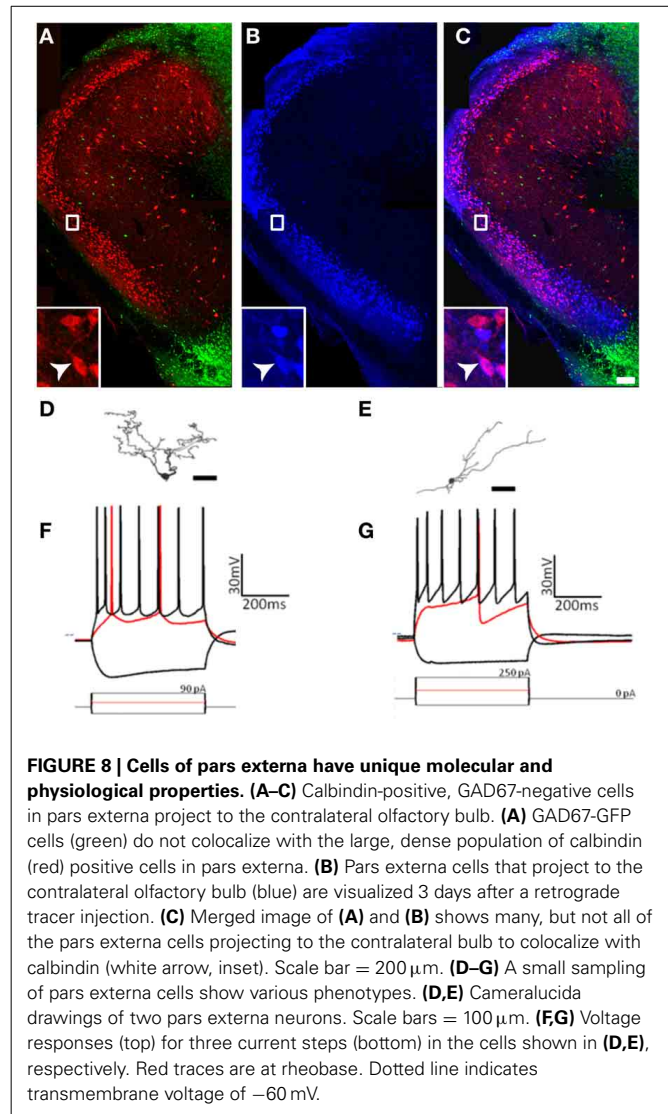 A
B
C
D
E
F
G
30mV
200ms
30mV
200ms
90 pA
250 pA
0 pA
FIGURE 8 | Cells of pars externa have unique molecular and
physiological properties. (A–C) Calbindin-positive, GAD67-negative cells
in pars externa project to the contralateral olfactory bulb. (A) GAD67-GFP
cells (green) do not colocalize with the large, dense population of calbindin
(red) positive cells in pars externa. (B) Pars externa cells that project to the
contralateral olfactory bulb (blue) are visualized 3 days after a retrograde
tracer injection. (C) Merged image of (A) and (B) shows many, but not all of
the pars externa cells projecting to the contralateral bulb to colocalize with
calbindin (white arrow, inset). Scale bar = 200 μm. (D–G) A small sampling
of pars externa cells show various phenotypes. (D,E) Cameralucida
drawings of two pars externa neurons. Scale bars = 100 μm. (F,G) Voltage
responses (top) for three current steps (bottom) in the cells shown in (D,E),
respectively. Red traces are at rheobase. Dotted line indicates
transmembrane voltage of −60 mV.